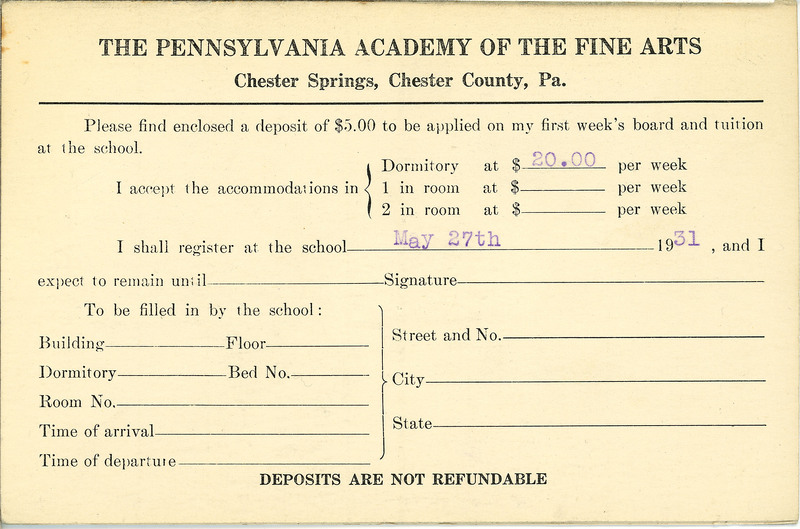 THE PENNSYLVANIA ACADEMY OF THE FINE ARTS
Chester Springs, Chester County, Pa.
Please find enclosed a deposit of $5.00 to be applied on my first week's board and tuition
at the school.
Dormitory at $ 20.00 per week
I accept the accommodations in { 1 in room at $ per week
2 in room at $ per week
I shall register at the school May 27th 1931 , and I
expect to remain until Signature
To be filled in by the school:
Street and No.
Building Floor
Dormitory Bed No.
City
Room No.
State
Time of arrival
Time of departure
DEPOSITS ARE NOT REFUNDABLE